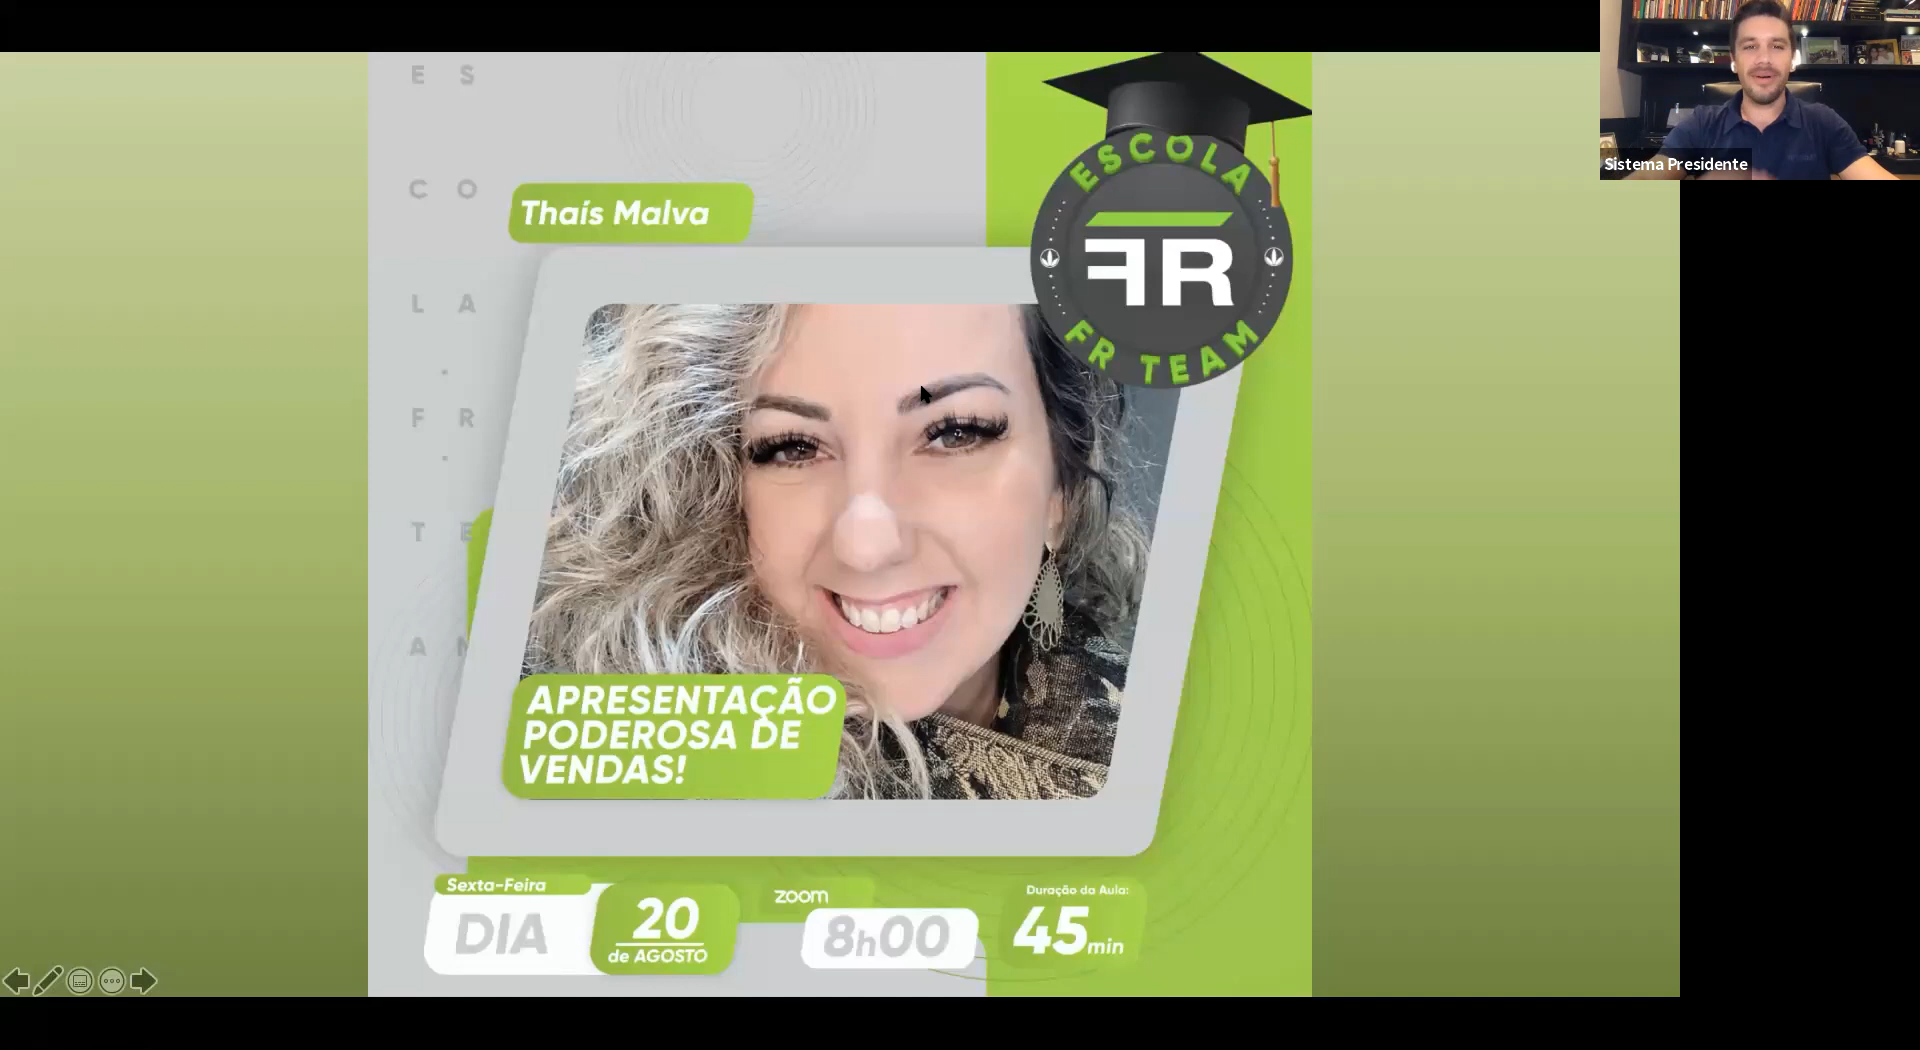 E S
C O
L A
.
F R
.
T E
A M
Thaís Malva
ESCOLA
FR
FR TEAM
APRESENTAÇÃO
PODEROSA DE
VENDAS!
Sexta-Feira
DIA
20
de AGOSTO
zoom
8h00
Duração da Aula:
45min
Sistema Presidente